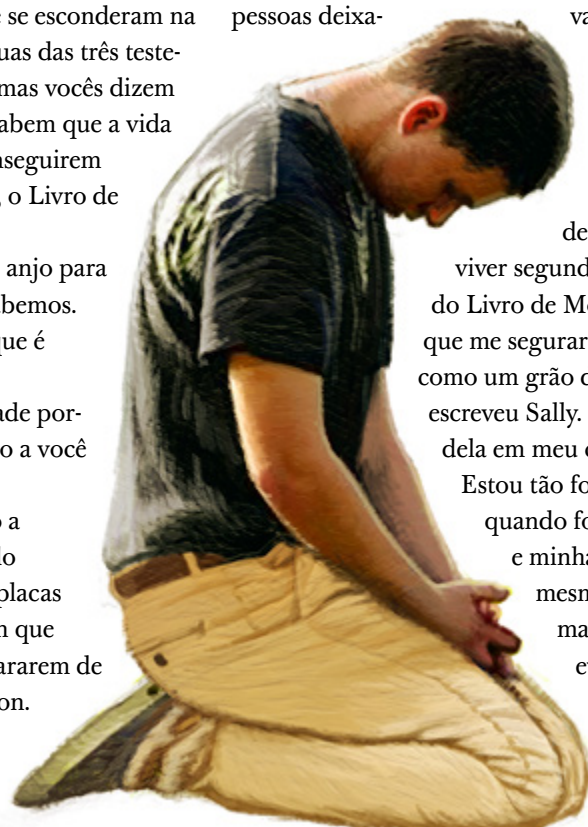 e se esconderam na
uas das três teste-
mas vocês dizem
abem que a vida
nseguirem
, o Livro de
anjo para
bemos.
que é
ade por-
o a você
o a
lo
placas
m que
ararem de
on.
pessoas deixa-
va
de
viver segund
do Livro de Mó
que me segurar
como um grão d
escreveu Sally.
dela em meu c
Estou tão fo
quando fo
e minha
mesm
ma
e